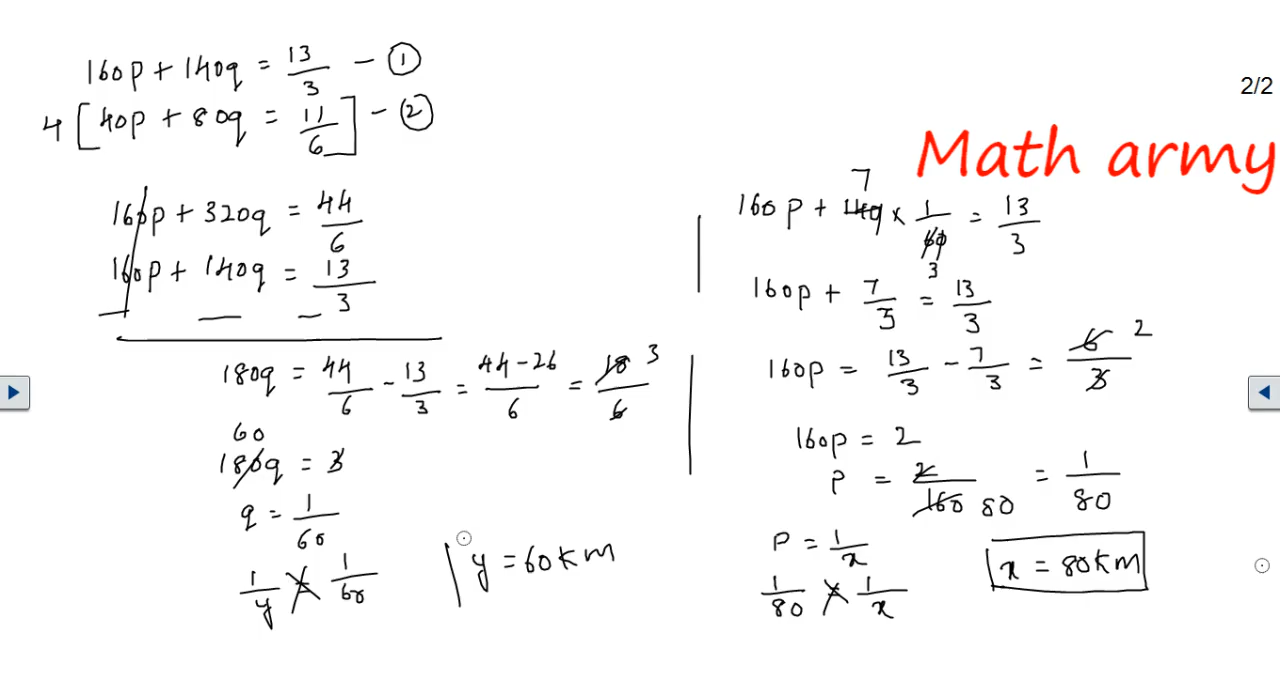 160p + 140q = 13/3 - ①
4 [40p + 80q = 11/6] - ②
160p + 320q = 44/6
160p + 140q = 13/3
180q = 44/6 - 13/3 = 44-26/6 = 18/6 3
60
180q = 3
q = 1/60
1/y = 1/60
y = 60km
2/2
Math army
7
160p + 140 × 1/60 = 13/3
3
160p + 7/3 = 13/3
160p = 13/3 - 7/3 = 6/3 2
160p = 2
P = 2/160 80 = 1/80
P = 1/x
1/80 = 1/x
x = 80km